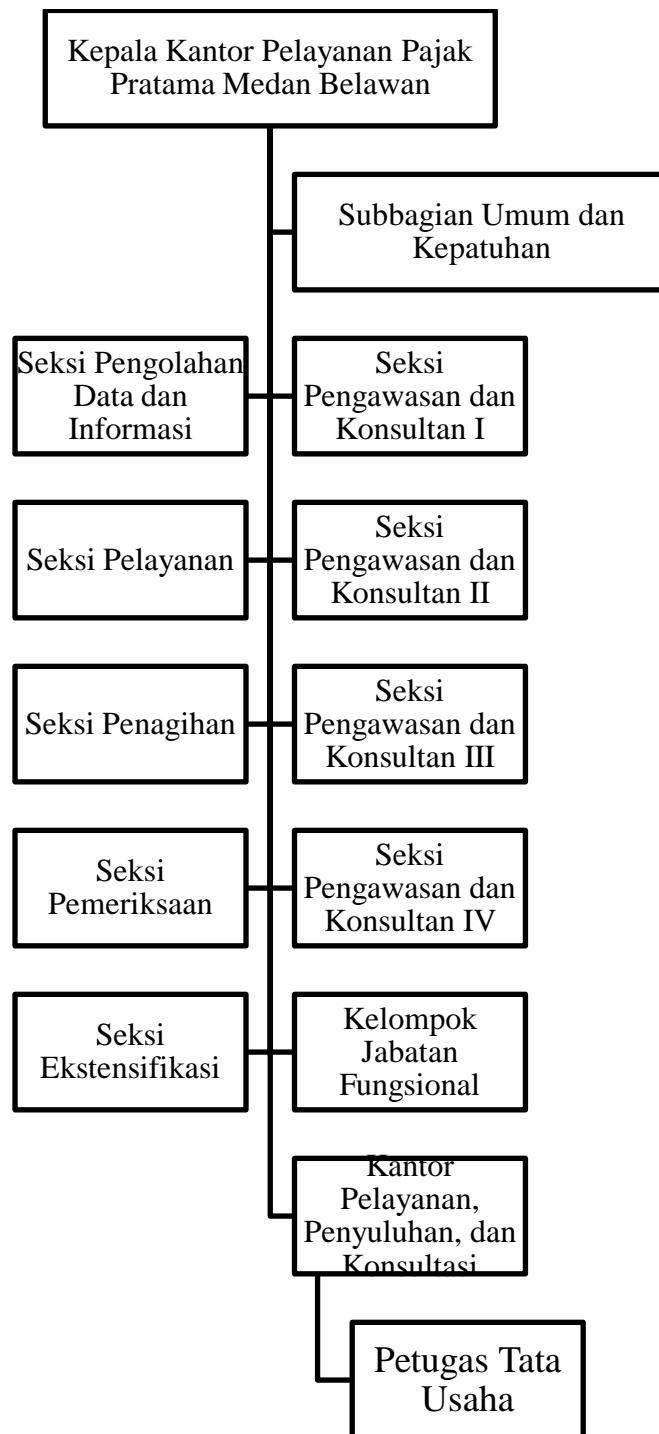 Kepala Kantor Pelayanan Pajak
Pratama Medan Belawan
Subbagian Umum dan
Kepatuhan
Seksi Pengolahan
Data dan
Informasi
Seksi
Pengawasan dan
Konsultan I
Seksi Pelayanan
Seksi
Pengawasan dan
Konsultan II
Seksi Penagihan
Seksi
Pengawasan dan
Konsultan III
Seksi
Pemeriksaan
Seksi
Pengawasan dan
Konsultan IV
Seksi
Ekstensifikasi
Kelompok
Jabatan
Fungsional
Kantor
Pelayanan,
Penyuluhan, dan
Konsultasi
Petugas Tata
Usaha